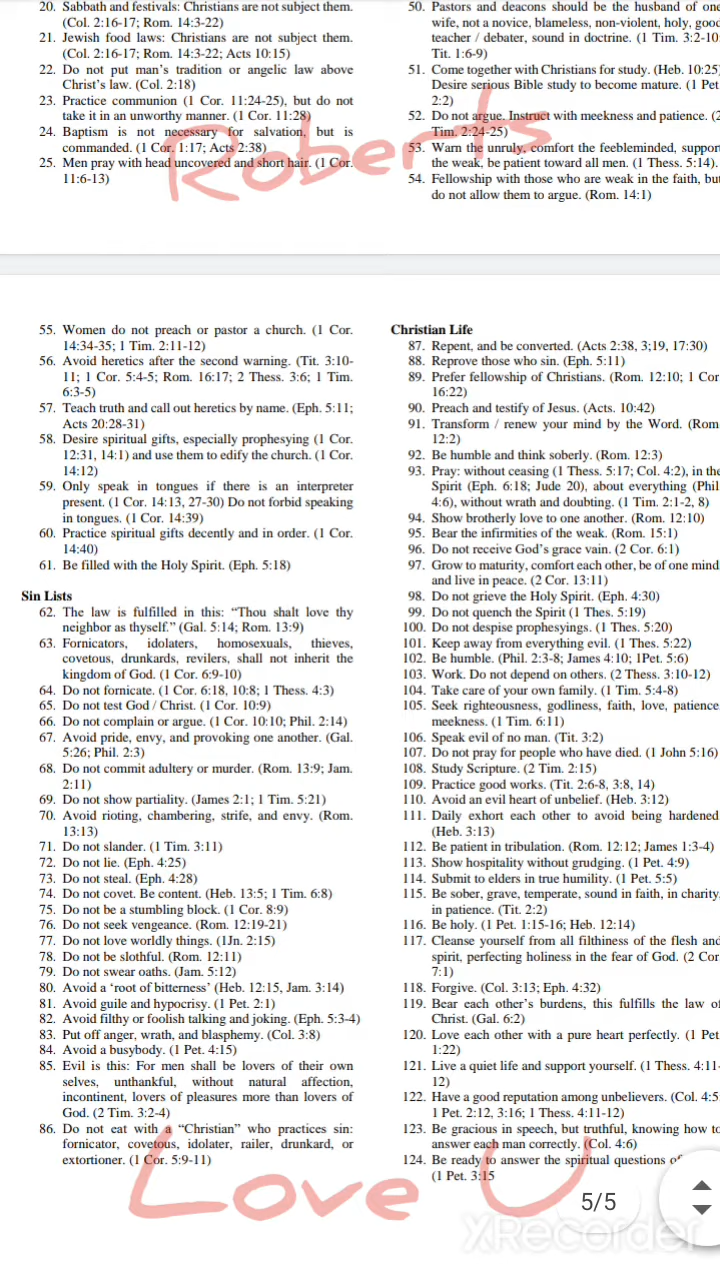 20. Sabbath and festivals: Christians are not subject them.
(Col. 2:16-17; Rom. 14:3-22)
21. Jewish food laws: Christians are not subject them.
(Col. 2:16-17; Rom. 14:3-22; Acts 10:15)
22. Do not put man's tradition or angelic law above
Christ's law. (Col. 2:18)
23. Practice communion (1 Cor. 11:24-25), but do not
take it in an unworthy manner. (1 Cor. 11:28)
24. Baptism is not necessary for salvation, but is
commanded. (1 Cor. 1:17; Acts 2:38)
25. Men pray with head uncovered and short hair. (1 Cor.
11:6-13)
50. Pastors and deacons should be the husband of one
wife, not a novice, blameless, non-violent, holy, good
teacher / debater, sound in doctrine. (1 Tim. 3:2-10;
Tit. 1:6-9)
51. Come together with Christians for study. (Heb. 10:25)
Desire serious Bible study to become mature. (1 Pet
2:2)
52. Do not argue. Instruct with meekness and patience. (2
Tim. 2:24-25)
53. Warn the unruly, comfort the feebleminded, support
the weak, be patient toward all men. (1 Thess. 5:14).
54. Fellowship with those who are weak in the faith, but
do not allow them to argue. (Rom. 14:1)
Roberts
55. Women do not preach or pastor a church. (1 Cor.
14:34-35; 1 Tim. 2:11-12)
56. Avoid heretics after the second warning. (Tit. 3:10-
11; 1 Cor. 5:4-5; Rom. 16:17; 2 Thess. 3:6; 1 Tim.
6:3-5)
57. Teach truth and call out heretics by name. (Eph. 5:11;
Acts 20:28-31)
58. Desire spiritual gifts, especially prophesying (1 Cor.
12:31, 14:1) and use them to edify the church. (1 Cor.
14:12)
59. Only speak in tongues if there is an interpreter
present. (1 Cor. 14:13, 27-30) Do not forbid speaking
in tongues. (1 Cor. 14:39)
60. Practice spiritual gifts decently and in order. (1 Cor.
14:40)
61. Be filled with the Holy Spirit. (Eph. 5:18)
Sin Lists
62. The law is fulfilled in this: "Thou shalt love thy
neighbor as thyself." (Gal. 5:14; Rom. 13:9)
63. Fornicators, idolaters, homosexuals, thieves,
covetous, drunkards, revilers, shall not inherit the
kingdom of God. (1 Cor. 6:9-10)
64. Do not fornicate. (1 Cor. 6:18, 10:8; 1 Thess. 4:3)
65. Do not test God / Christ. (1 Cor. 10:9)
66. Do not complain or argue. (1 Cor. 10:10; Phil. 2:14)
67. Avoid pride, envy, and provoking one another. (Gal.
5:26; Phil. 2:3)
68. Do not commit adultery or murder. (Rom. 13:9; Jam.
2:11)
69. Do not show partiality. (James 2:1; 1 Tim. 5:21)
70. Avoid rioting, chambering, strife, and envy. (Rom.
13:13)
71. Do not slander. (1 Tim. 3:11)
72. Do not lie. (Eph. 4:25)
73. Do not steal. (Eph. 4:28)
74. Do not covet. Be content. (Heb. 13:5; 1 Tim. 6:8)
75. Do not be a stumbling block. (1 Cor. 8:9)
76. Do not seek vengeance. (Rom. 12:19-21)
77. Do not love worldly things. (1Jn. 2:15)
78. Do not be slothful. (Rom. 12:11)
79. Do not swear oaths. (Jam. 5:12)
80. Avoid a 'root of bitterness' (Heb. 12:15, Jam. 3:14)
81. Avoid guile and hypocrisy. (1 Pet. 2:1)
82. Avoid filthy or foolish talking and joking. (Eph. 5:3-4)
83. Put off anger, wrath, and blasphemy. (Col. 3:8)
84. Avoid a busybody. (1 Pet. 4:15)
85. Evil is this: For men shall be lovers of their own
selves, unthankful, without natural affection,
incontinent, lovers of pleasures more than lovers of
God. (2 Tim. 3:2-4)
86. Do not eat with a "Christian" who practices sin:
fornicator, covetous, idolater, railer, drunkard, or
extortioner. (1 Cor. 5:9-11)
Christian Life
87. Repent, and be converted. (Acts 2:38, 3;19, 17:30)
88. Reprove those who sin. (Eph. 5:11)
89. Prefer fellowship of Christians. (Rom. 12:10; 1 Cor
16:22)
90. Preach and testify of Jesus. (Acts. 10:42)
91. Transform / renew your mind by the Word. (Rom
12:2)
92. Be humble and think soberly. (Rom. 12:3)
93. Pray: without ceasing (1 Thess. 5:17; Col. 4:2), in the
Spirit (Eph. 6:18; Jude 20), about everything (Phil
4:6), without wrath and doubting. (1 Tim. 2:1-2, 8)
94. Show brotherly love to one another. (Rom. 12:10)
95. Bear the infirmities of the weak. (Rom. 15:1)
96. Do not receive God's grace vain. (2 Cor. 6:1)
97. Grow to maturity, comfort each other, be of one mind
and live in peace. (2 Cor. 13:11)
98. Do not grieve the Holy Spirit. (Eph. 4:30)
99. Do not quench the Spirit (1 Thes. 5:19)
100. Do not despise prophesyings. (1 Thes. 5:20)
101. Keep away from everything evil. (1 Thes. 5:22)
102. Be humble. (Phil. 2:3-8; James 4:10; 1Pet. 5:6)
103. Work. Do not depend on others. (2 Thess. 3:10-12)
104. Take care of your own family. (1 Tim. 5:4-8)
105. Seek righteousness, godliness, faith, love, patience
meekness. (1 Tim. 6:11)
106. Speak evil of no man. (Tit. 3:2)
107. Do not pray for people who have died. (1 John 5:16)
108. Study Scripture. (2 Tim. 2:15)
109. Practice good works. (Tit. 2:6-8, 3:8, 14)
110. Avoid an evil heart of unbelief. (Heb. 3:12)
111. Daily exhort each other to avoid being hardened
(Heb. 3:13)
112. Be patient in tribulation. (Rom. 12:12; James 1:3-4)
113. Show hospitality without grudging. (1 Pet. 4:9)
114. Submit to elders in true humility. (1 Pet. 5:5)
115. Be sober, grave, temperate, sound in faith, in charity,
in patience. (Tit. 2:2)
116. Be holy. (1 Pet. 1:15-16; Heb. 12:14)
117. Cleanse yourself from all filthiness of the flesh and
spirit, perfecting holiness in the fear of God. (2 Cor
7:1)
118. Forgive. (Col. 3:13; Eph. 4:32)
119. Bear each other's burdens, this fulfills the law of
Christ. (Gal. 6:2)
120. Love each other with a pure heart perfectly. (1 Pet
1:22)
121. Live a quiet life and support yourself. (1 Thess. 4:11-
12)
122. Have a good reputation among unbelievers. (Col. 4:5;
1 Pet. 2:12, 3:16; 1 Thess. 4:11-12)
123. Be gracious in speech, but truthful, knowing how to
answer each man correctly. (Col. 4:6)
124. Be ready to answer the spiritual questions of
(1 Pet. 3:15
Love U
5/5
XRecorder